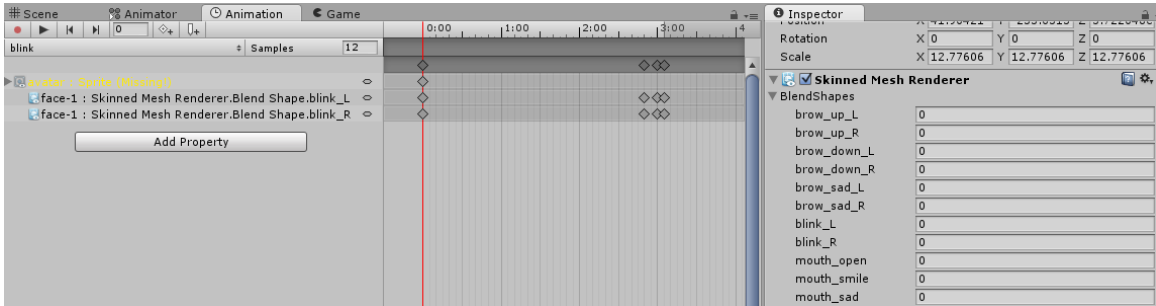 Scene Animator Animation Game
0
blink Samples 12
0:00 1:00 2:00 3:00 4
avatar : Sprite (Missing!)
face-1 : Skinned Mesh Renderer.Blend Shape.blink_L
face-1 : Skinned Mesh Renderer.Blend Shape.blink_R
Add Property
Inspector
Rotation X 0 Y 0 Z 0
Scale X 12.77606 Y 12.77606 Z 12.77606
Skinned Mesh Renderer
BlendShapes
brow_up_L 0
brow_up_R 0
brow_down_L 0
brow_down_R 0
brow_sad_L 0
brow_sad_R 0
blink_L 0
blink_R 0
mouth_open 0
mouth_smile 0
mouth_sad 0